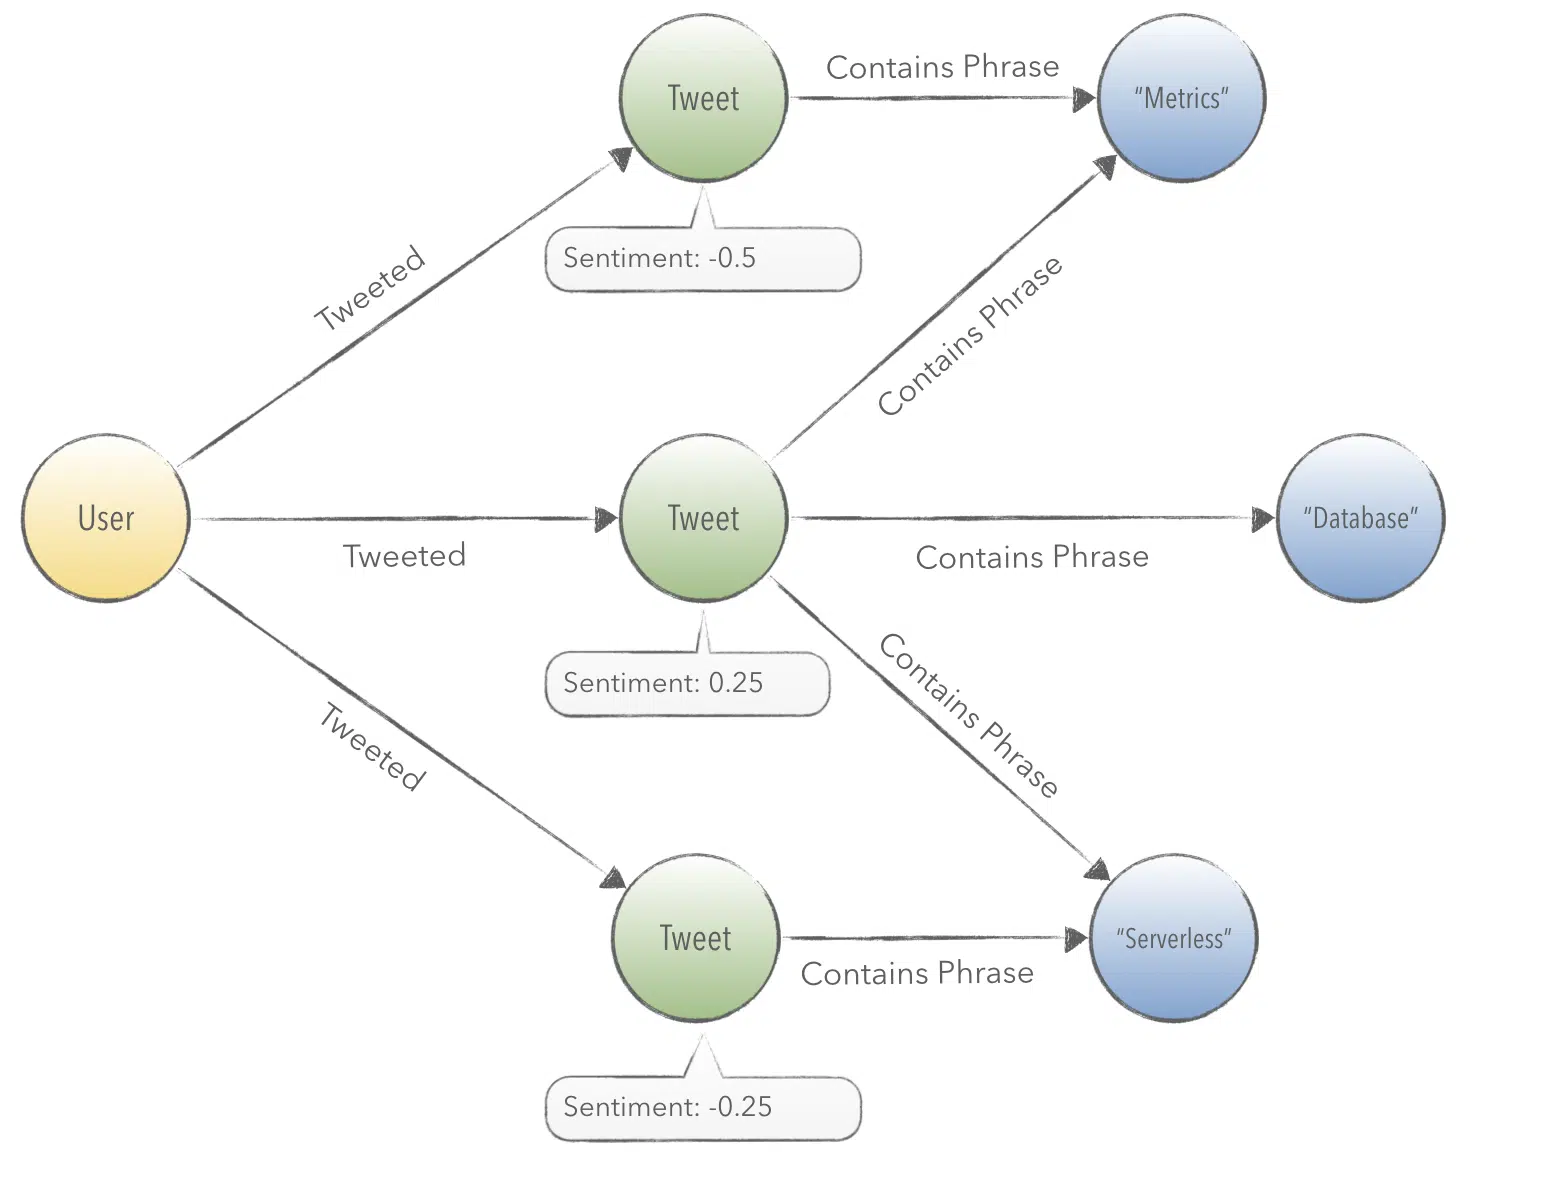 Tweet
Contains Phrase
“Metrics”
Sentiment: -0.5
Tweeted
Contains Phrase
User
Tweeted
Tweet
Contains Phrase
“Database”
Sentiment: 0.25
Contains Phrase
Tweeted
Tweet
Contains Phrase
“Serverless”
Sentiment: -0.25